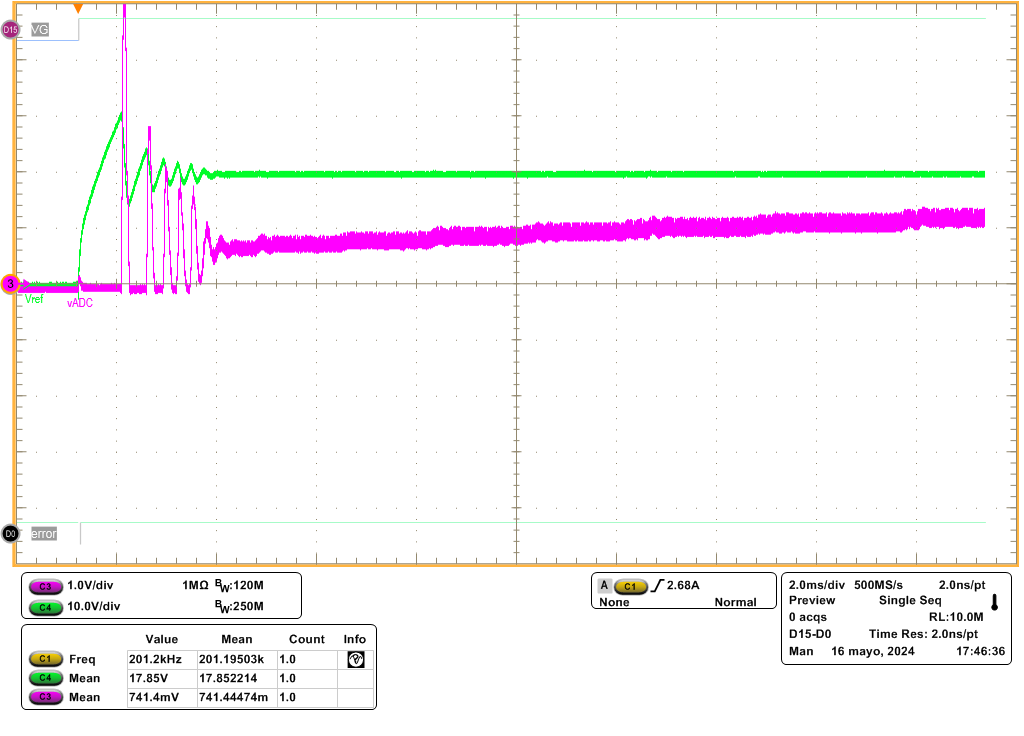 D15 VG
3
Vref
vADC
D0 error
C3 1.0V/div 1MΩ BW:120M
C4 10.0V/div BW:250M
Value Mean Count Info
C1 Freq 201.2kHz 201.19503k 1.0
C4 Mean 17.85V 17.852214 1.0
C3 Mean 741.4mV 741.44474m 1.0
A C1 2.68A
None Normal
2.0ms/div 500MS/s 2.0ns/pt
Preview Single Seq
0 acqs RL:10.0M
D15-D0 Time Res: 2.0ns/pt
Man 16 mayo, 2024 17:46:36